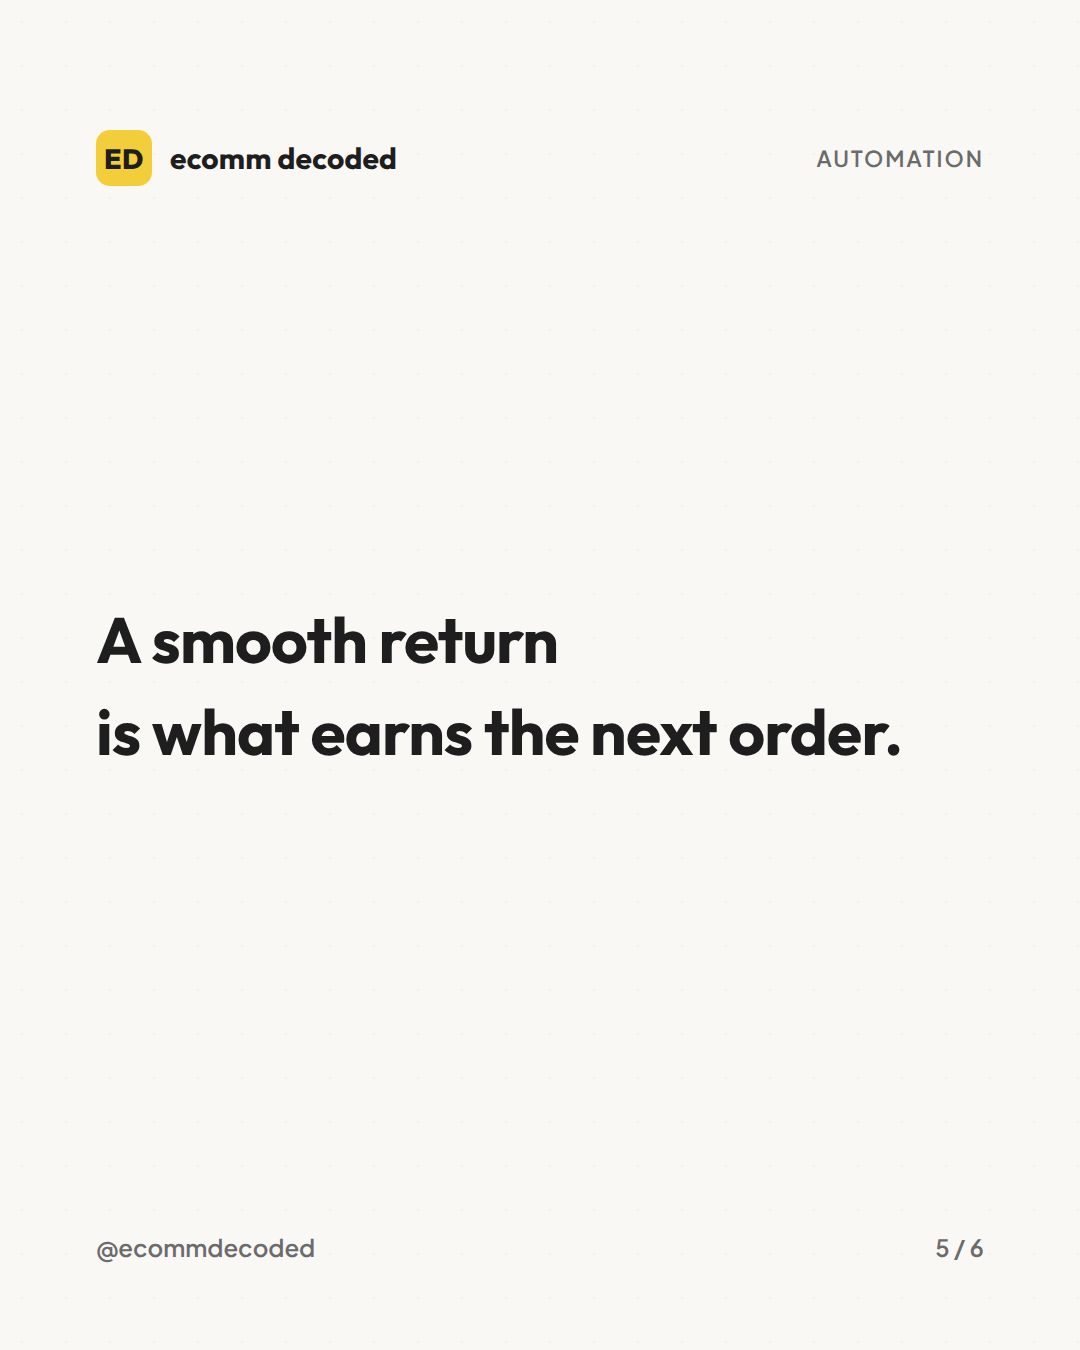 ED ecomm decoded
AUTOMATION
A smooth return
is what earns the next order.
@ecommdecoded
5 / 6